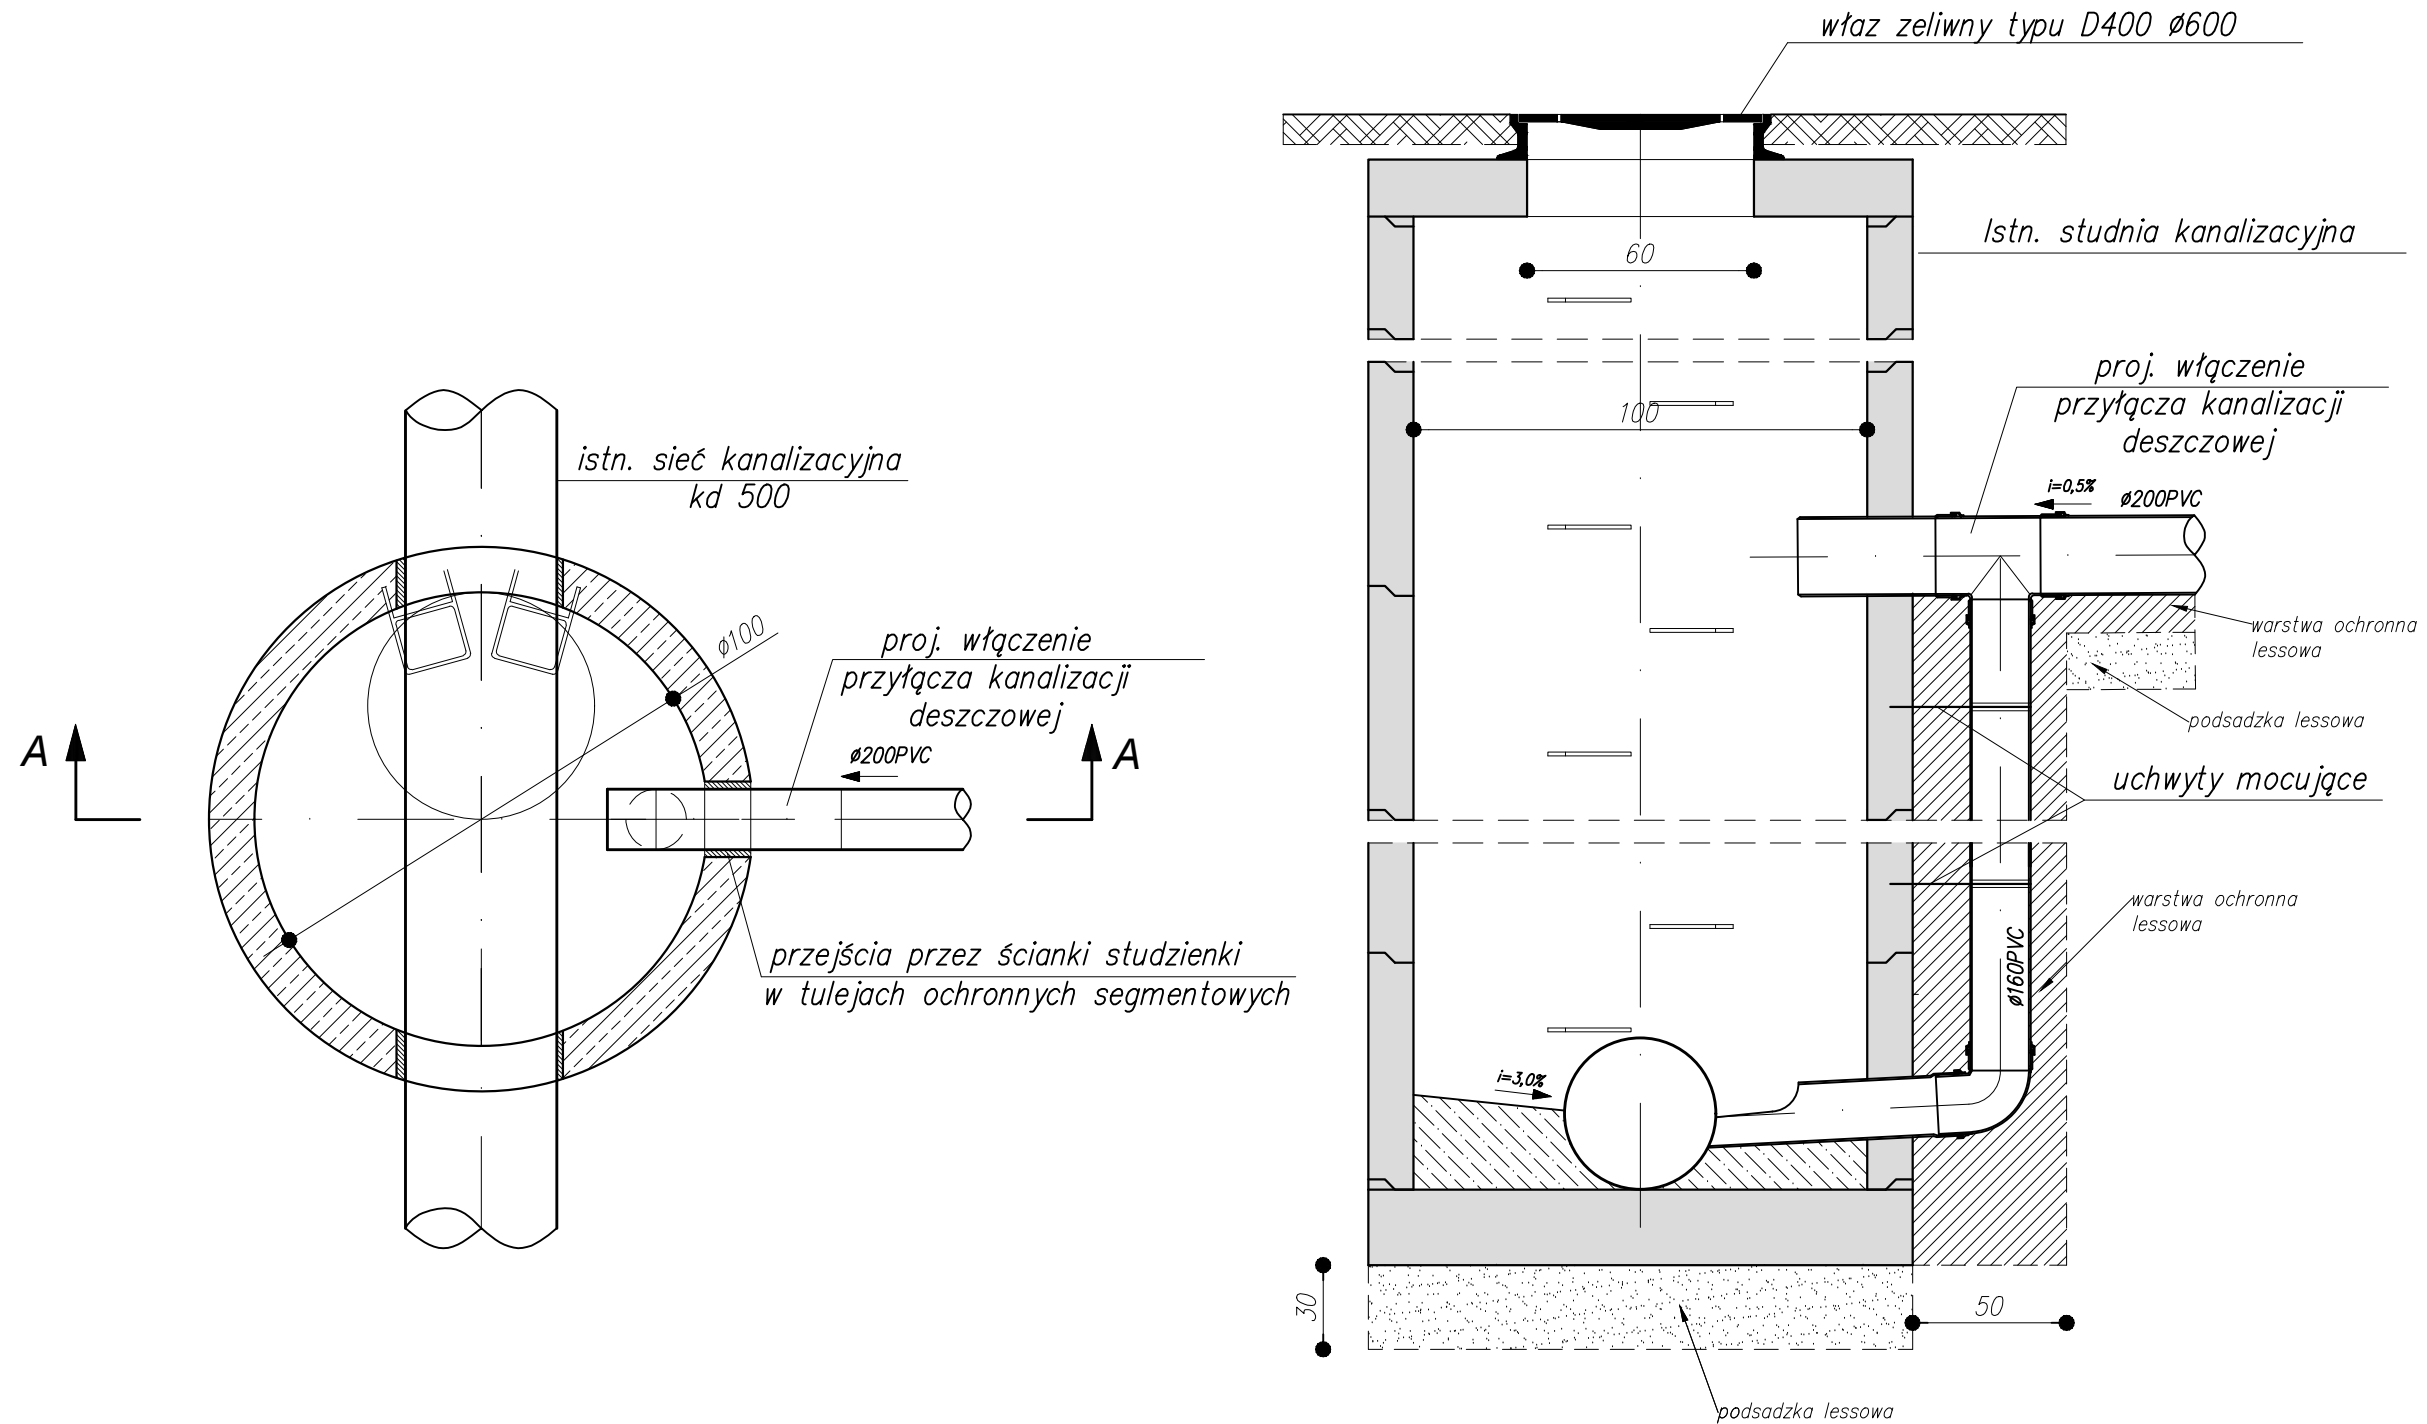 właz zeliwny typu D400 ø600
Istn. studnia kanalizacyjna
60
proj. włączenie
przyłącza kanalizacji
deszczowej
100
i=0,5%
ø200PVC
istn. sieć kanalizacyjna
kd 500
ø100
proj. włączenie
przyłącza kanalizacji
deszczowej
ø200PVC
A
A
warstwa ochronna
lessowa
podsadzka lessowa
uchwyty mocujące
warstwa ochronna
lessowa
ø160PVC
przejścia przez ścianki studzienki
w tulejach ochronnych segmentowych
i=3,0%
30
50
podsadzka lessowa